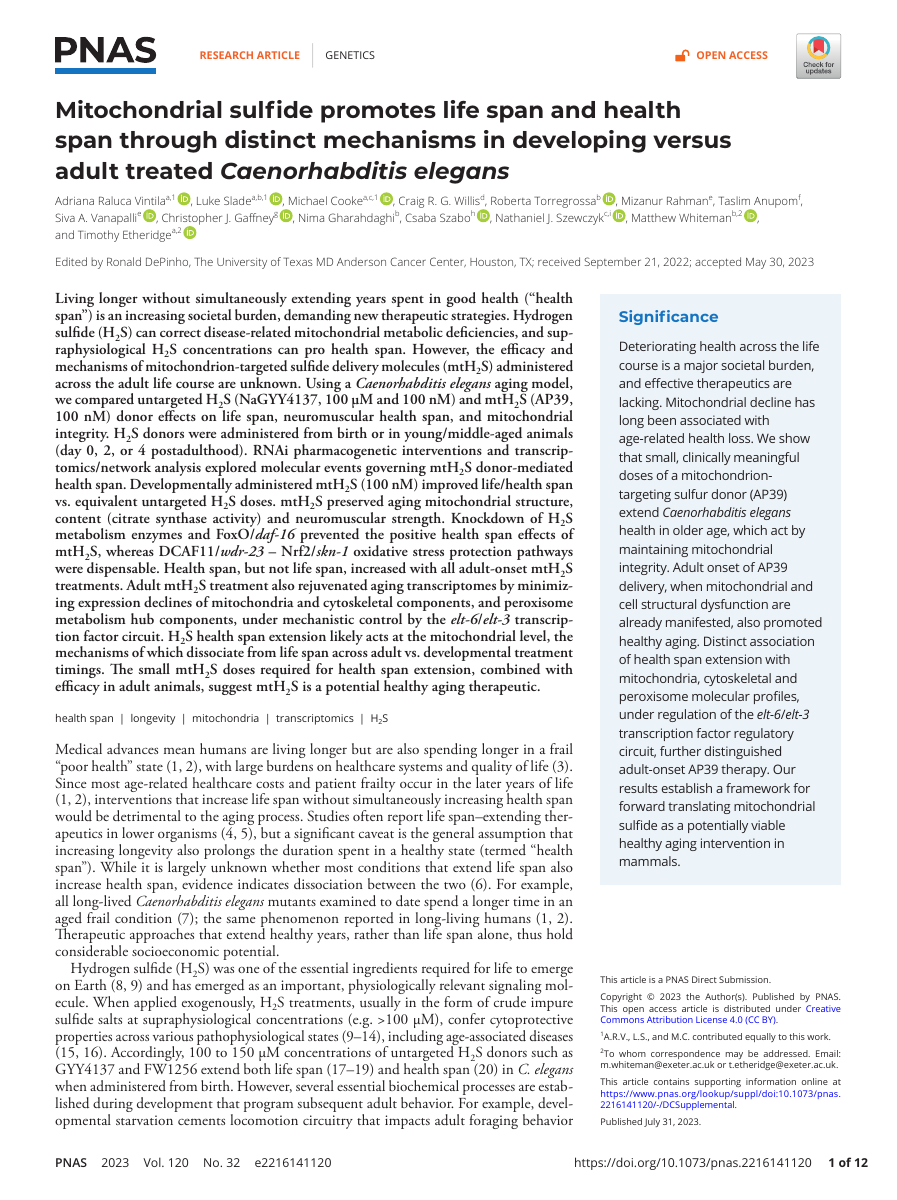 PNAS
RESEARCH ARTICLE | GENETICS
OPEN ACCESS
Check for
updates
Mitochondrial sulfide promotes life span and health
span through distinct mechanisms in developing versus
adult treated Caenorhabditis elegans
Adriana Raluca Vintila^a,1, Luke Slade^a,b,1, Michael Cooke^a,c,1, Craig R. G. Willis^d, Roberta Torregrossa^b, Mizanur Rahman^e, Taslim Anupom^f,
Siva A. Vanapalli^e, Christopher J. Gaffney^g, Nima Gharahdaghi^b, Csaba Szabo^h, Nathaniel J. Szewczyk^c,i, Matthew Whiteman^b,2,
and Timothy Etheridge^a,2
Edited by Ronald DePinho, The University of Texas MD Anderson Cancer Center, Houston, TX; received September 21, 2022; accepted May 30, 2023
Living longer without simultaneously extending years spent in good health (“health
span”) is an increasing societal burden, demanding new therapeutic strategies. Hydrogen
sulfide (H₂S) can correct disease-related mitochondrial metabolic deficiencies, and sup-
raphysiological H₂S concentrations can pro health span. However, the efficacy and
mechanisms of mitochondrion-targeted sulfide delivery molecules (mtH₂S) administered
across the adult life course are unknown. Using a Caenorhabditis elegans aging model,
we compared untargeted H₂S (NaGYY4137, 100 µM and 100 nM) and mtH₂S (AP39,
100 nM) donor effects on life span, neuromuscular health span, and mitochondrial
integrity. H₂S donors were administered from birth or in young/middle-aged animals
(day 0, 2, or 4 postadulthood). RNAi pharmacogenetic interventions and transcrip-
tomics/network analysis explored molecular events governing mtH₂S donor-mediated
health span. Developmentally administered mtH₂S (100 nM) improved life/health span
vs. equivalent untargeted H₂S doses. mtH₂S preserved aging mitochondrial structure,
content (citrate synthase activity) and neuromuscular strength. Knockdown of H₂S
metabolism enzymes and FoxO/daf-16 prevented the positive health span effects of
mtH₂S, whereas DCAF11/wdr-23 – Nrf2/skn-1 oxidative stress protection pathways
were dispensable. Health span, but not life span, increased with all adult-onset mtH₂S
treatments. Adult mtH₂S treatment also rejuvenated aging transcriptomes by minimiz-
ing expression declines of mitochondria and cytoskeletal components, and peroxisome
metabolism hub components, under mechanistic control by the elt-6/elt-3 transcrip-
tion factor circuit. H₂S health span extension likely acts at the mitochondrial level, the
mechanisms of which dissociate from life span across adult vs. developmental treatment
timings. The small mtH₂S doses required for health span extension, combined with
efficacy in adult animals, suggest mtH₂S is a potential healthy aging therapeutic.
health span | longevity | mitochondria | transcriptomics | H₂S
Medical advances mean humans are living longer but are also spending longer in a frail
“poor health” state (1, 2), with large burdens on healthcare systems and quality of life (3).
Since most age-related healthcare costs and patient frailty occur in the later years of life
(1, 2), interventions that increase life span without simultaneously increasing health span
would be detrimental to the aging process. Studies often report life span–extending ther-
apeutics in lower organisms (4, 5), but a significant caveat is the general assumption that
increasing longevity also prolongs the duration spent in a healthy state (termed “health
span”). While it is largely unknown whether most conditions that extend life span also
increase health span, evidence indicates dissociation between the two (6). For example,
all long-lived Caenorhabditis elegans mutants examined to date spend a longer time in an
aged frail condition (7); the same phenomenon reported in long-living humans (1, 2).
Therapeutic approaches that extend healthy years, rather than life span alone, thus hold
considerable socioeconomic potential.
Hydrogen sulfide (H₂S) was one of the essential ingredients required for life to emerge
on Earth (8, 9) and has emerged as an important, physiologically relevant signaling mol-
ecule. When applied exogenously, H₂S treatments, usually in the form of crude impure
sulfide salts at supraphysiological concentrations (e.g. >100 µM), confer cytoprotective
properties across various pathophysiological states (9–14), including age-associated diseases
(15, 16). Accordingly, 100 to 150 µM concentrations of untargeted H₂S donors such as
GYY4137 and FW1256 extend both life span (17–19) and health span (20) in C. elegans
when administered from birth. However, several essential biochemical processes are estab-
lished during development that program subsequent adult behavior. For example, devel-
opmental starvation cements locomotion circuitry that impacts adult foraging behavior
Significance
Deteriorating health across the life
course is a major societal burden,
and effective therapeutics are
lacking. Mitochondrial decline has
long been associated with
age-related health loss. We show
that small, clinically meaningful
doses of a mitochondrion-
targeting sulfur donor (AP39)
extend Caenorhabditis elegans
health in older age, which act by
maintaining mitochondrial
integrity. Adult onset of AP39
delivery, when mitochondrial and
cell structural dysfunction are
already manifested, also promoted
healthy aging. Distinct association
of health span extension with
mitochondria, cytoskeletal and
peroxisome molecular profiles,
under regulation of the elt-6/elt-3
transcription factor regulatory
circuit, further distinguished
adult-onset AP39 therapy. Our
results establish a framework for
forward translating mitochondrial
sulfide as a potentially viable
healthy aging intervention in
mammals.
This article is a PNAS Direct Submission.
Copyright © 2023 the Author(s). Published by PNAS.
This open access article is distributed under Creative
Commons Attribution License 4.0 (CC BY).
¹A.R.V., L.S., and M.C. contributed equally to this work.
²To whom correspondence may be addressed. Email:
m.whiteman@exeter.ac.uk or t.etheridge@exeter.ac.uk.
This article contains supporting information online at
https://www.pnas.org/lookup/suppl/doi:10.1073/pnas.
2216141120/-/DCSupplemental.
Published July 31, 2023.
PNAS 2023 Vol. 120 No. 32 e2216141120
https://doi.org/10.1073/pnas.2216141120 1 of 12